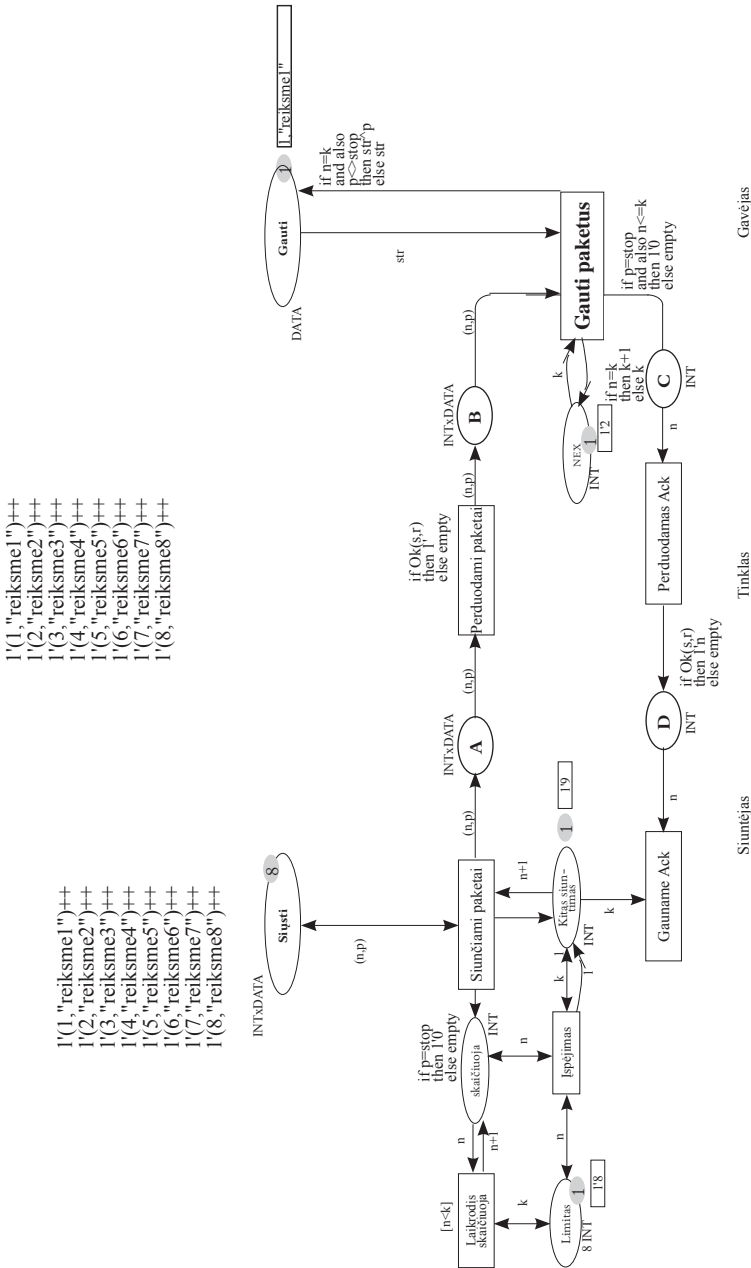 1'(1,"reiksme1")++
1'(2,"reiksme2")++
1'(3,"reiksme3")++
1'(4,"reiksme4")++
1'(5,"reiksme5")++
1'(6,"reiksme6")++
1'(7,"reiksme7")++
1'(8,"reiksme8")++
1'(1,"reiksme1")++
1'(2,"reiksme2")++
1'(3,"reiksme3")++
1'(4,"reiksme4")++
1'(5,"reiksme5")++
1'(6,"reiksme6")++
1'(7,"reiksme7")++
1'(8,"reiksme8")++
INTxDATA
Siųsti
8
(n,p)
DATA
Gauti
1
1,"reiksme1"
str
if n=k
and also
p<>stop
then str^p
else str
[n<k]
Laikrodis
skaičiuoja
n
n+1
if p=stop
then 1'0
else empty
skaičiuoja
INT
Siunčiami paketai
(n,p)
INTxDATA
A
(n,p)
if Ok(s,r)
then 1'
else empty
Perduodami paketai
(n,p)
INTxDATA
B
(n,p)
Gauti paketus
k
n
n+1
k
NEX
INT
1
1'2
if n=k
then k+1
else k
if p=stop
and also n<=k
then 1'0
else empty
Limitas
8 INT
1
1'8
n
Įspėjimas
k
1
1
Kitas siun-
timas
INT
1
1'9
k
Gauname Ack
n
D
INT
if Ok(s,r)
then 1'n
else empty
Perduodamas Ack
n
C
INT
Siuntėjas
Tinklas
Gavėjas